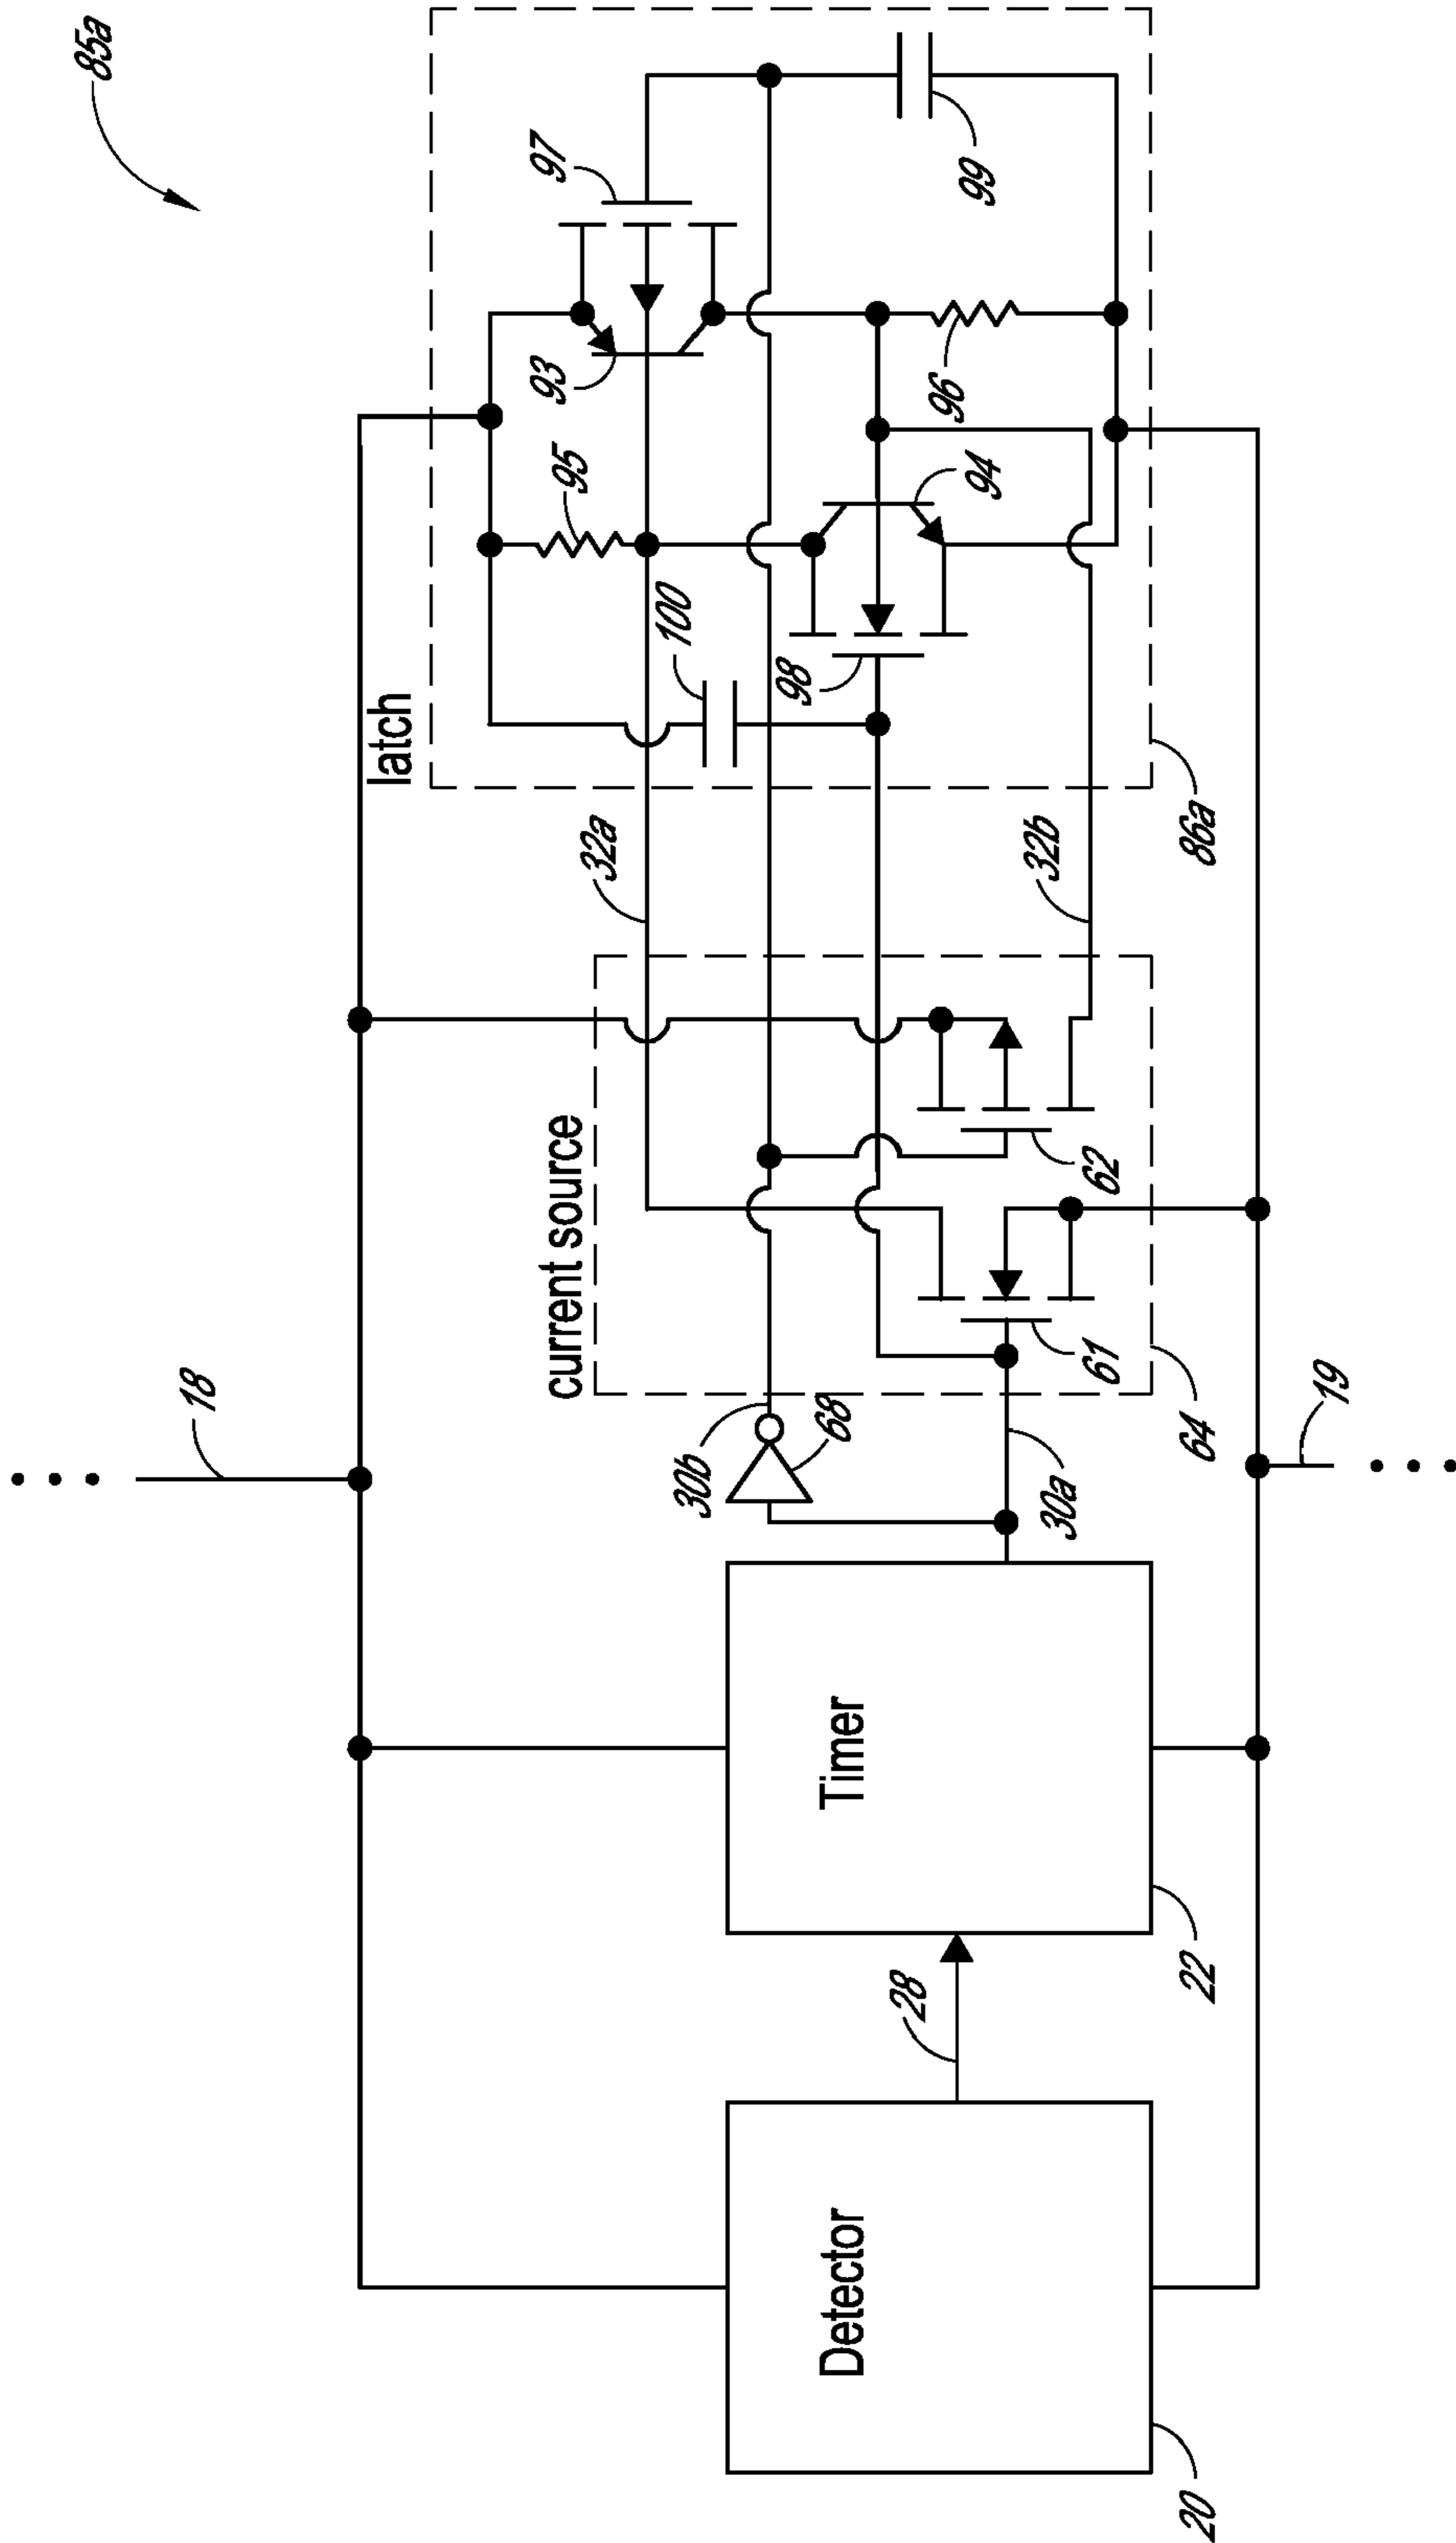 85a
18
latch
current source
97
93
95
100
98
94
96
99
32a
32b
86a
30b
68
30a
61
62
64
19
Detector
Timer
28
20
22